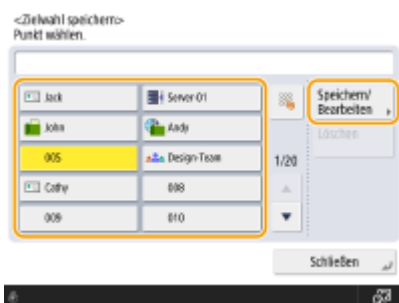 <Zielwahl speichern>
Punkt wählen.
Jack
Server 01
Speichern/
Bearbeiten
John
Andy
Löschen
005
Design-Team
1/20
Cathy
008
009
010
Schließen